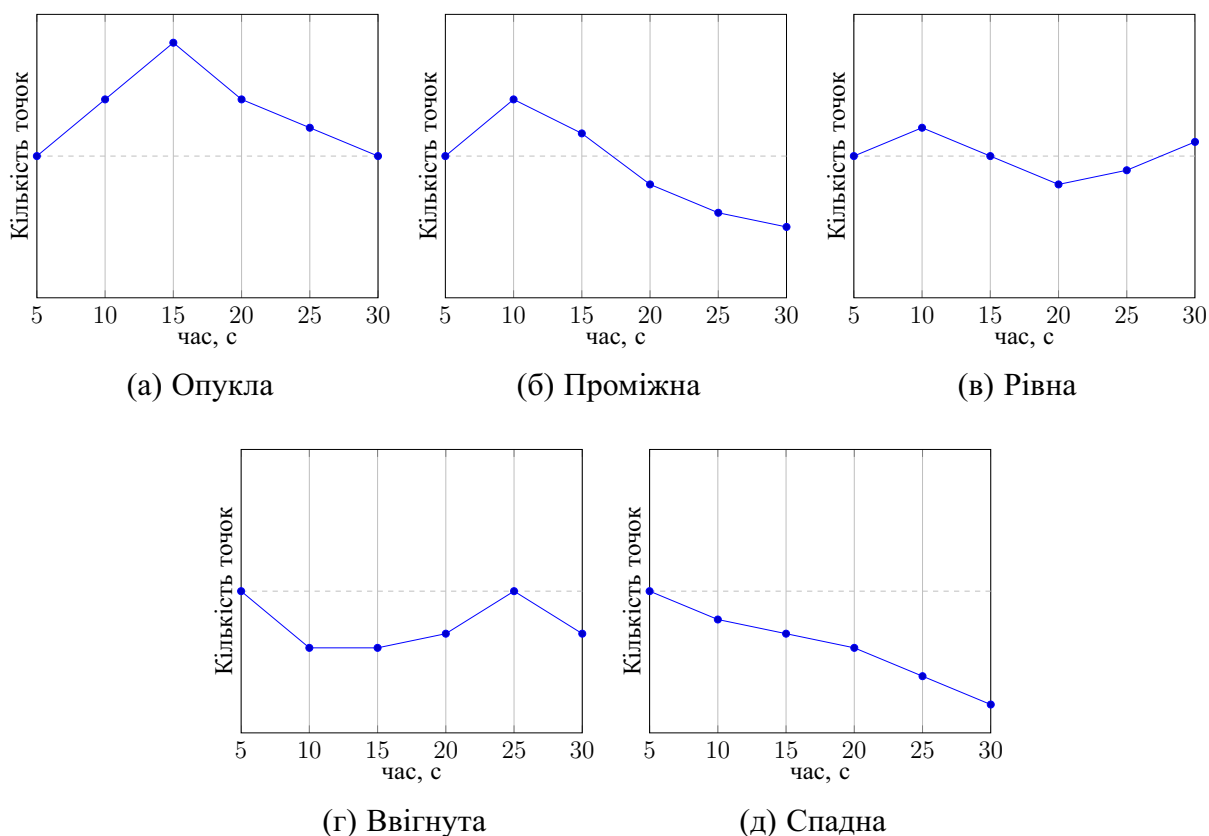 Кількість точок
5 10 15 20 25 30
час, с
(а) Опукла
Кількість точок
5 10 15 20 25 30
час, с
(б) Проміжна
Кількість точок
5 10 15 20 25 30
час, с
(в) Рівна
Кількість точок
5 10 15 20 25 30
час, с
(г) Ввігнута
Кількість точок
5 10 15 20 25 30
час, с
(д) Спадна